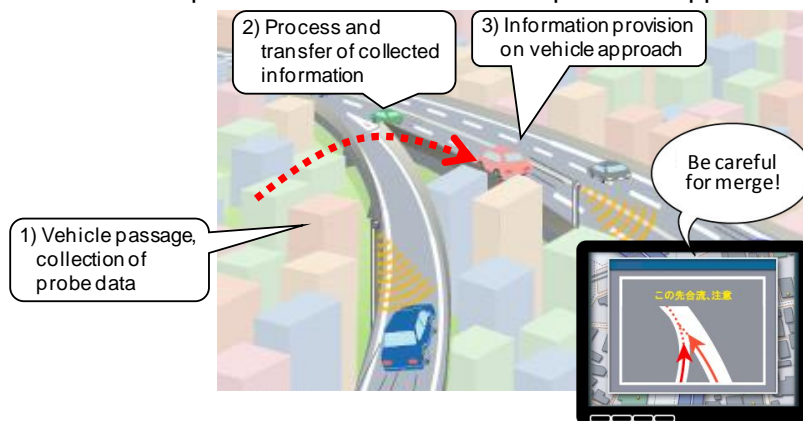 2) Process and
transfer of collected
information
3) Information provision
on vehicle approach
Be careful
for merge!
1) Vehicle passage,
collection of
probe data
この先合流、注意